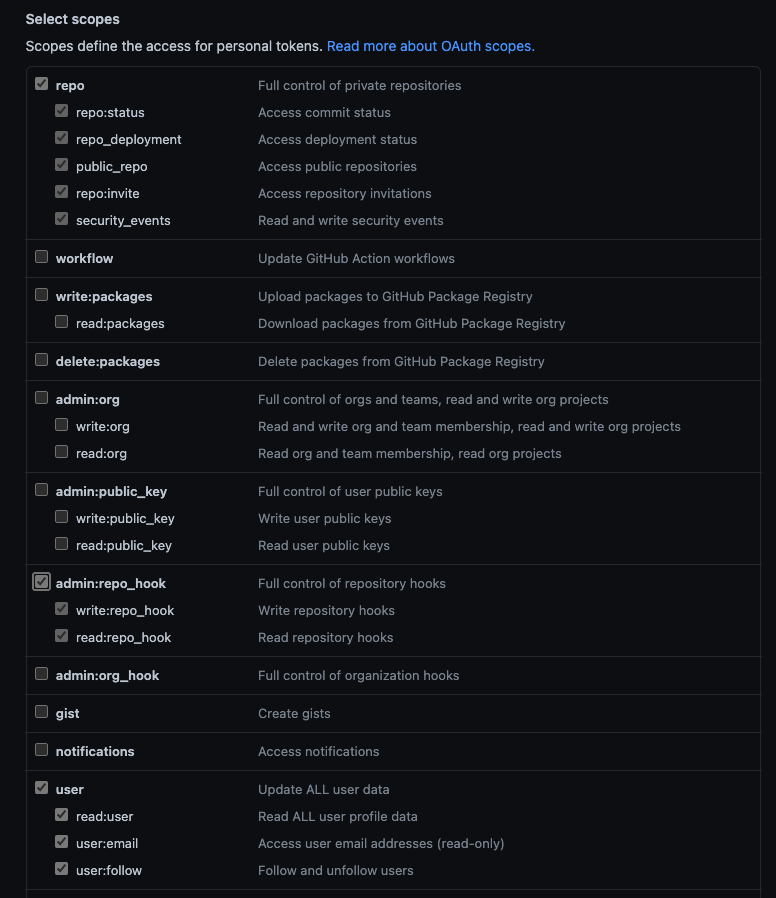 Select scopes
Scopes define the access for personal tokens. Read more about OAuth scopes.
repo Full control of private repositories
repo:status Access commit status
repo_deployment Access deployment status
public_repo Access public repositories
repo:invite Access repository invitations
security_events Read and write security events
workflow Update GitHub Action workflows
write:packages Upload packages to GitHub Package Registry
read:packages Download packages from GitHub Package Registry
delete:packages Delete packages from GitHub Package Registry
admin:org Full control of orgs and teams, read and write org projects
write:org Read and write org and team membership, read and write org projects
read:org Read org and team membership, read org projects
admin:public_key Full control of user public keys
write:public_key Write user public keys
read:public_key Read user public keys
admin:repo_hook Full control of repository hooks
write:repo_hook Write repository hooks
read:repo_hook Read repository hooks
admin:org_hook Full control of organization hooks
gist Create gists
notifications Access notifications
user Update ALL user data
read:user Read ALL user profile data
user:email Access user email addresses (read-only)
user:follow Follow and unfollow users